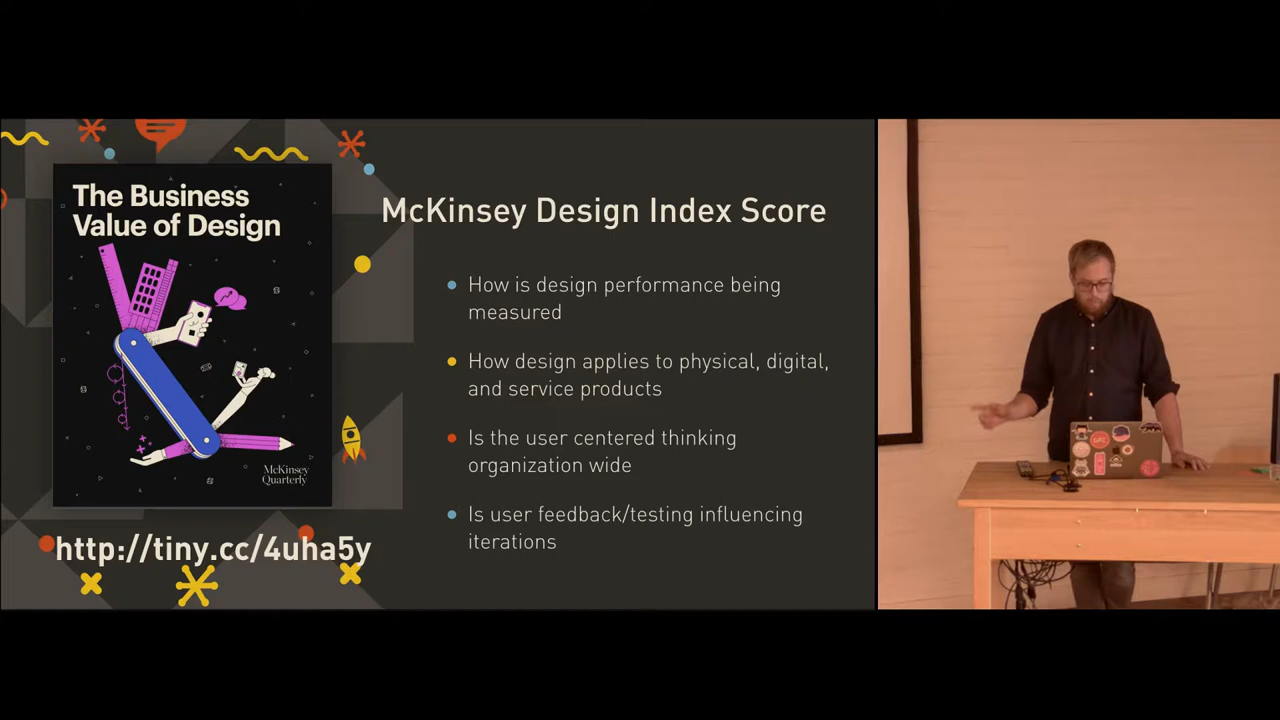 The Business
Value of Design
McKinsey
Quarterly
http://tiny.cc/4uha5y
McKinsey Design Index Score
How is design performance being
measured
How design applies to physical, digital,
and service products
Is the user centered thinking
organization wide
Is user feedback/testing influencing
iterations